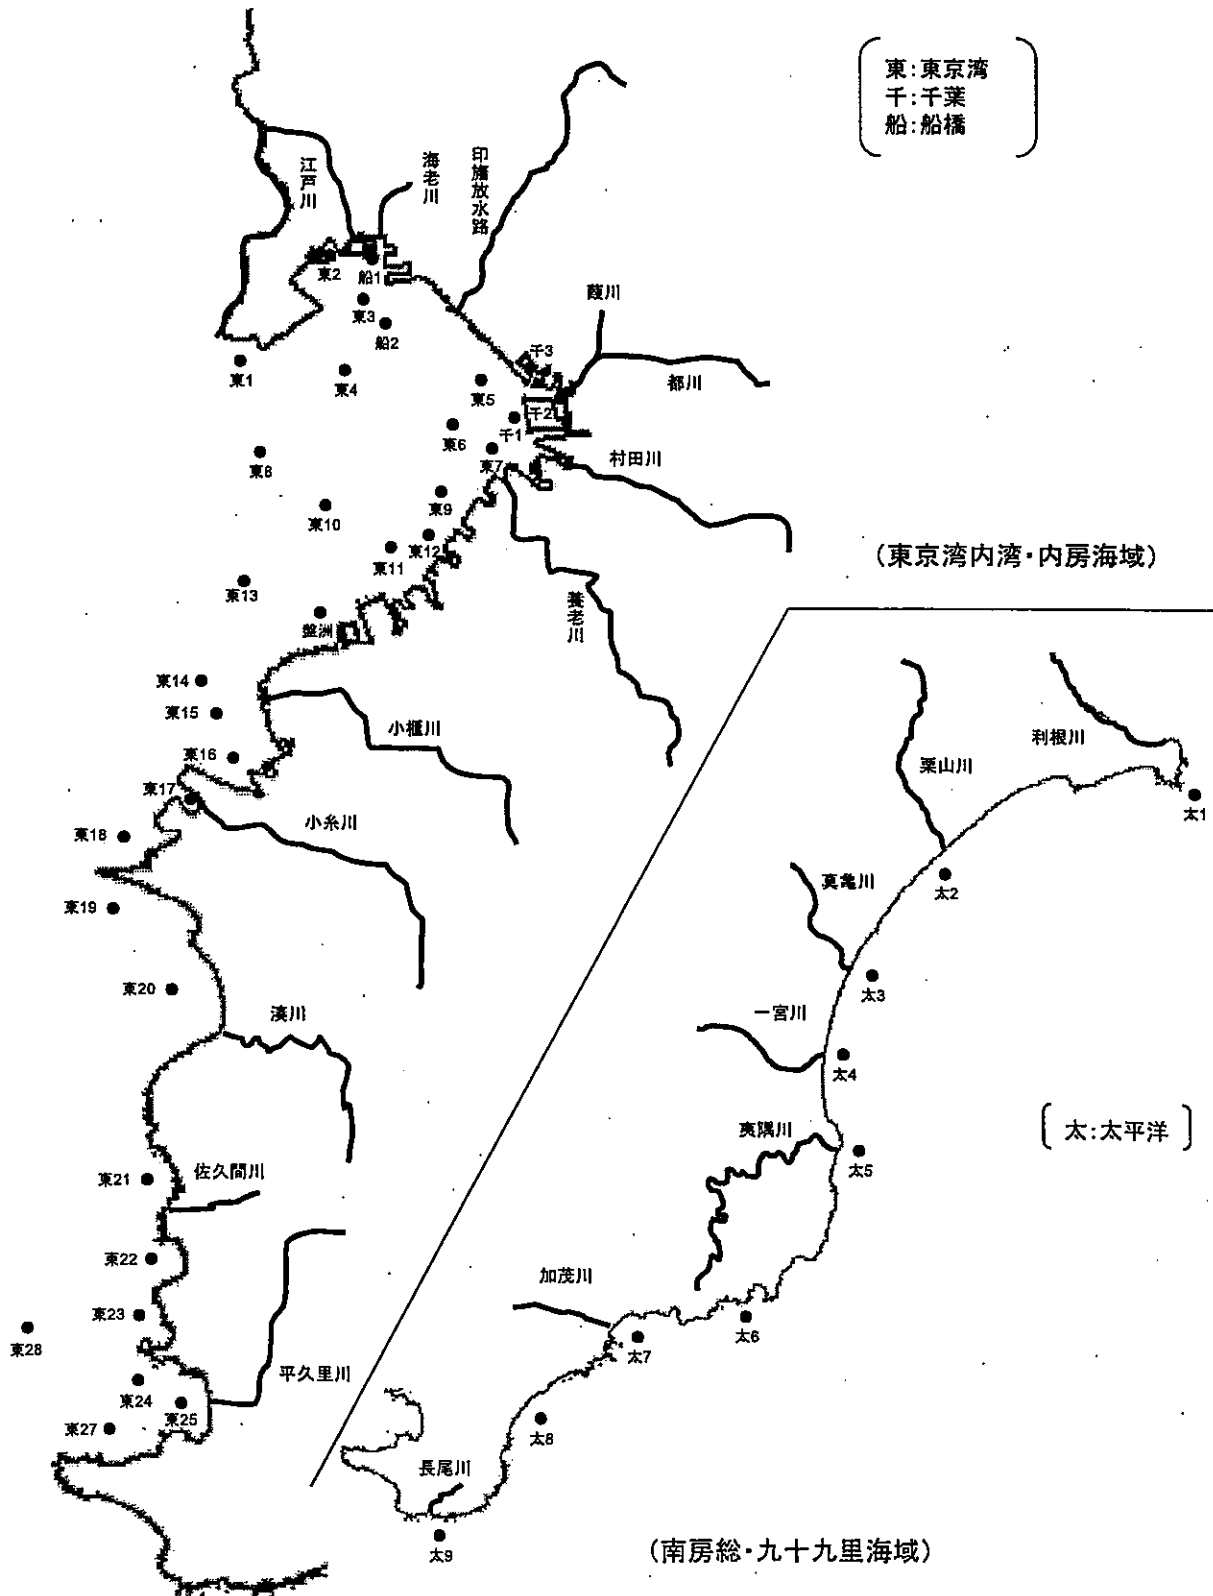 東:東京湾
千:千葉
船:船橋
江戸川
海老川
印旛放水路
東2
船1
東3
船2
葭川
千3
都川
東1
東4
東5
千2
千1
東6
東7
村田川
東8
東9
東10
東12
東11
(東京湾内湾・内房海域)
東13
盤洲
養老川
東14
東15
小櫃川
東16
東17
小糸川
東18
東19
東20
湊川
佐久間川
東21
東22
東23
東28
平久里川
東24
東25
東27
利根川
栗山川
太1
太2
真亀川
太3
一宮川
太4
太:太平洋
夷隅川
太5
加茂川
太6
太7
太8
長尾川
太9
(南房総・九十九里海域)